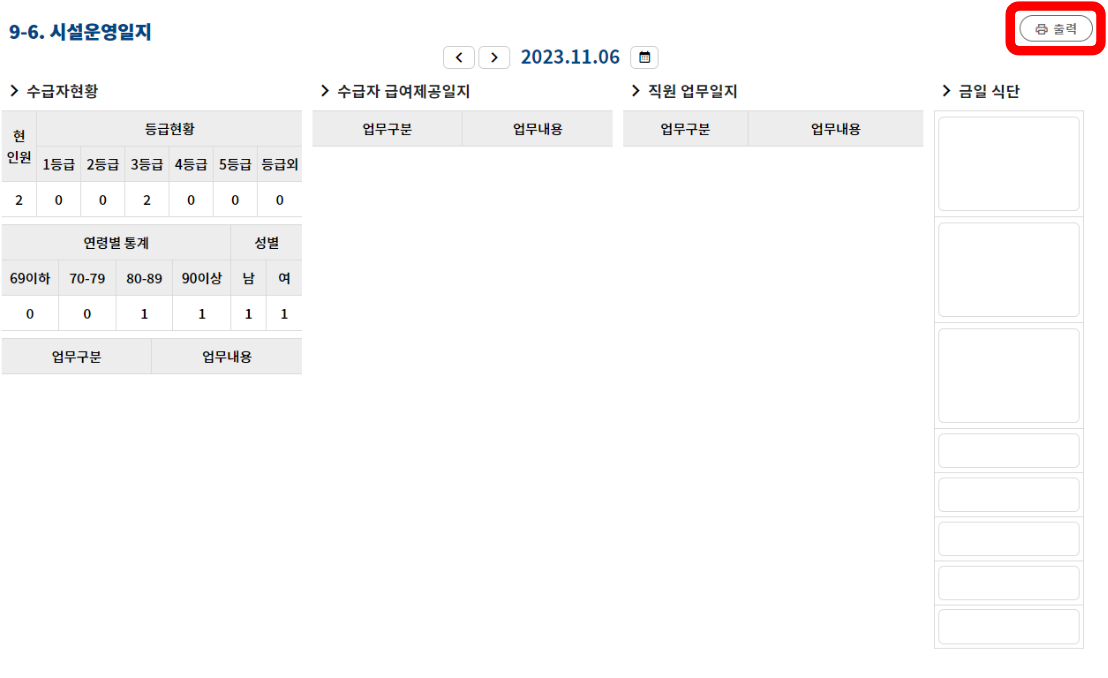 9-6. 시설운영일지
출력
2023.11.06
수급자현황
현인원 등급현황
1등급 2등급 3등급 4등급 5등급 등급외
2 0 0 2 0 0 0
연령별 통계 성별
69이하 70-79 80-89 90이상 남 여
0 0 1 1 1 1
업무구분 업무내용
수급자 급여제공일지
업무구분 업무내용
직원 업무일지
업무구분 업무내용
금일 식단